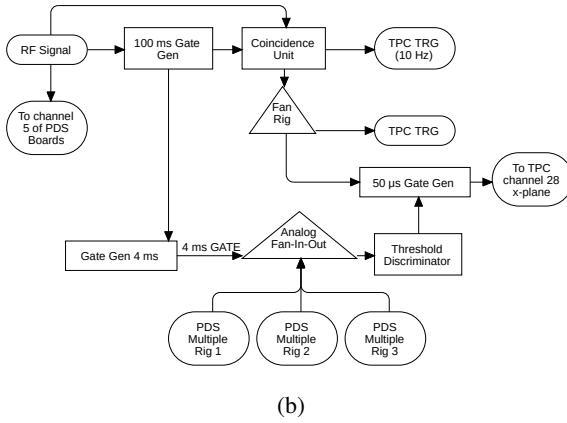 RF Signal
100 ms Gate
Gen
Coincidence
Unit
TPC TRG
(10 Hz)
To channel
5 of PDS
Boards
Fan
Rig
TPC TRG
50 µs Gate Gen
To TPC
channel 28
x-plane
Gate Gen 4 ms
4 ms GATE
Analog
Fan-In-Out
Threshold
Discriminator
PDS
Multiple
Rig 1
PDS
Multiple
Rig 2
PDS
Multiple
Rig 3
(b)